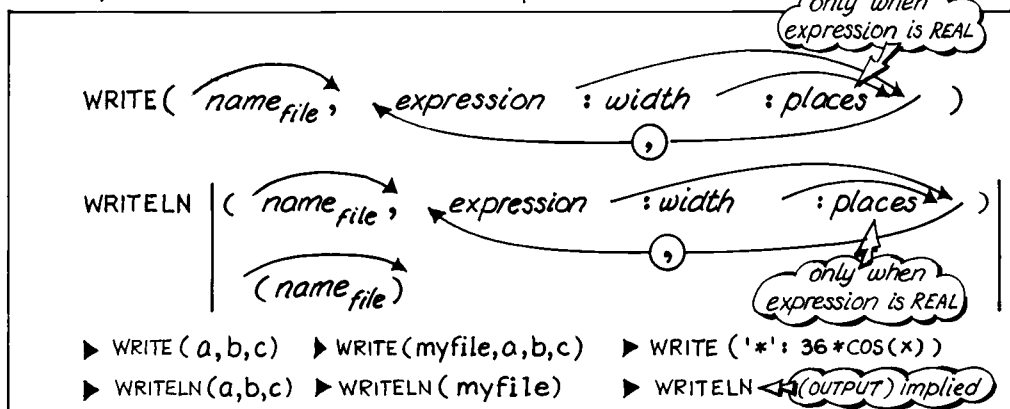 only when
expression is REAL
WRITE( name file, expression :width :places )
,
WRITELN ( name file, expression :width :places )
,
(name file)
only when
expression is REAL
▶ WRITE(a,b,c) ▶ WRITE(myfile,a,b,c) ▶ WRITE('*': 36*COS(x))
▶ WRITELN(a,b,c) ▶ WRITELN(myfile) ▶ WRITELN (OUTPUT) implied